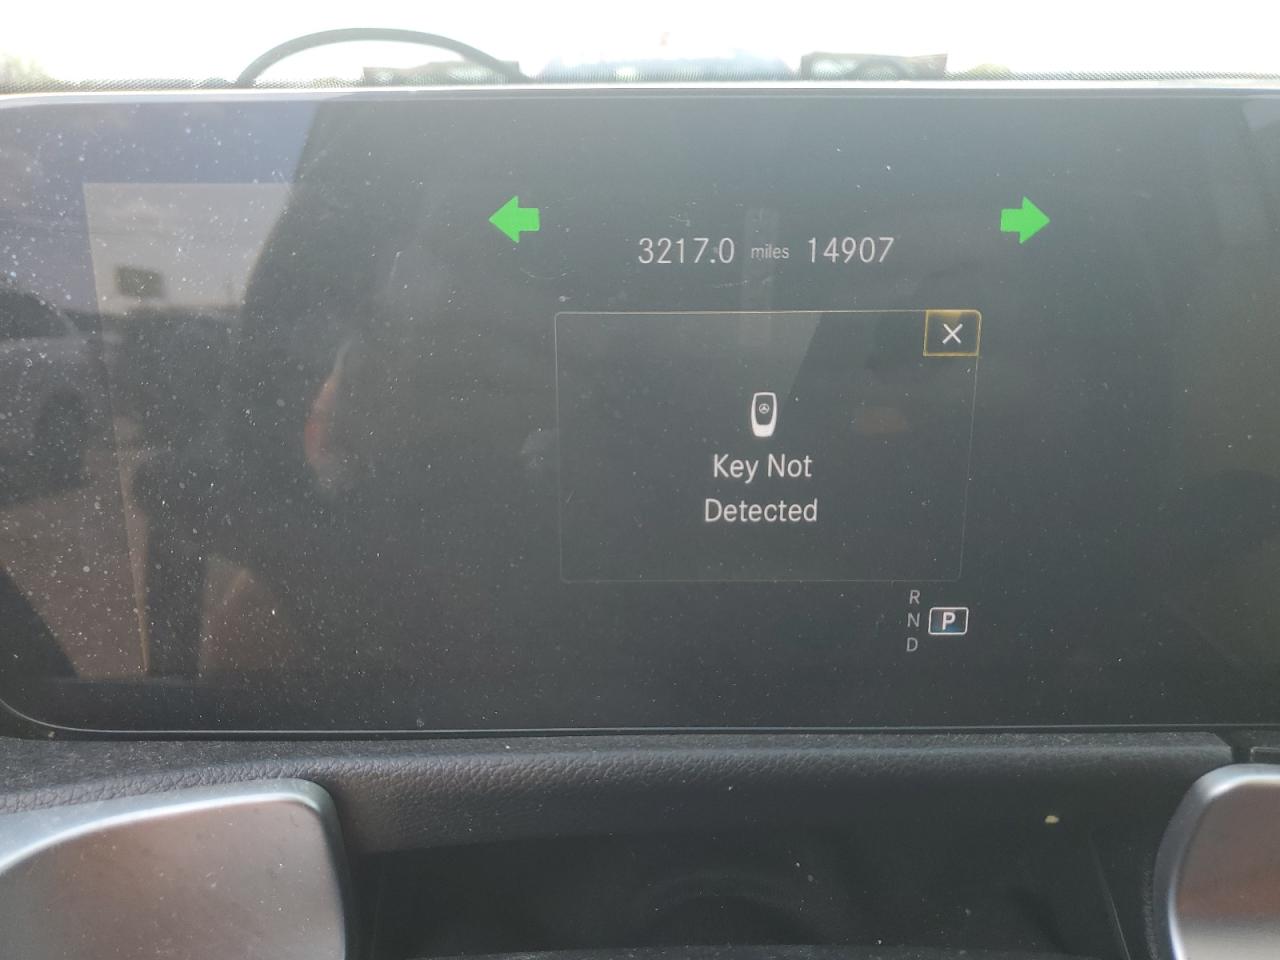 3217.0 miles 14907
X
Key Not
Detected
R
N P
D